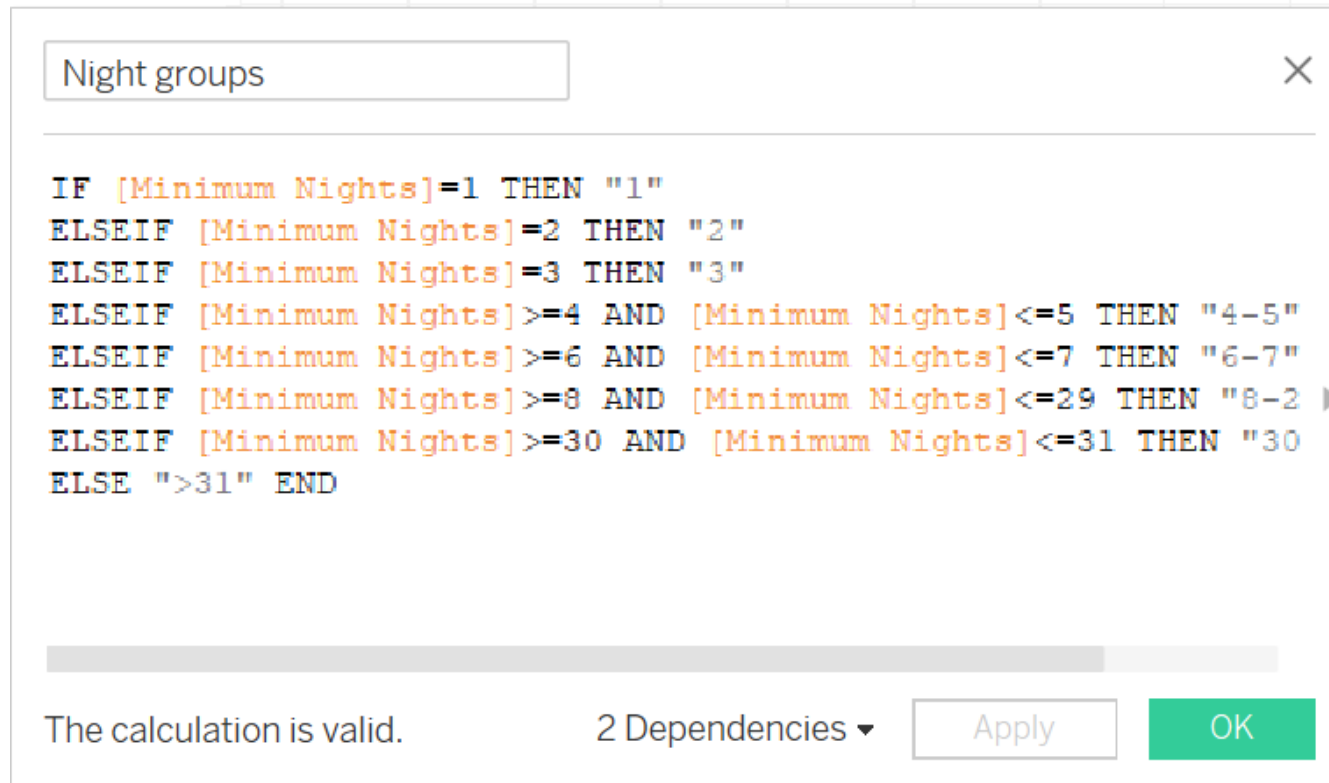 Night groups
IF [Minimum Nights]=1 THEN "1"
ELSEIF [Minimum Nights]=2 THEN "2"
ELSEIF [Minimum Nights]=3 THEN "3"
ELSEIF [Minimum Nights]>=4 AND [Minimum Nights]<=5 THEN "4-5"
ELSEIF [Minimum Nights]>=6 AND [Minimum Nights]<=7 THEN "6-7"
ELSEIF [Minimum Nights]>=8 AND [Minimum Nights]<=29 THEN "8-2
ELSEIF [Minimum Nights]>=30 AND [Minimum Nights]<=31 THEN "30
ELSE ">31" END
The calculation is valid. 2 Dependencies Apply OK